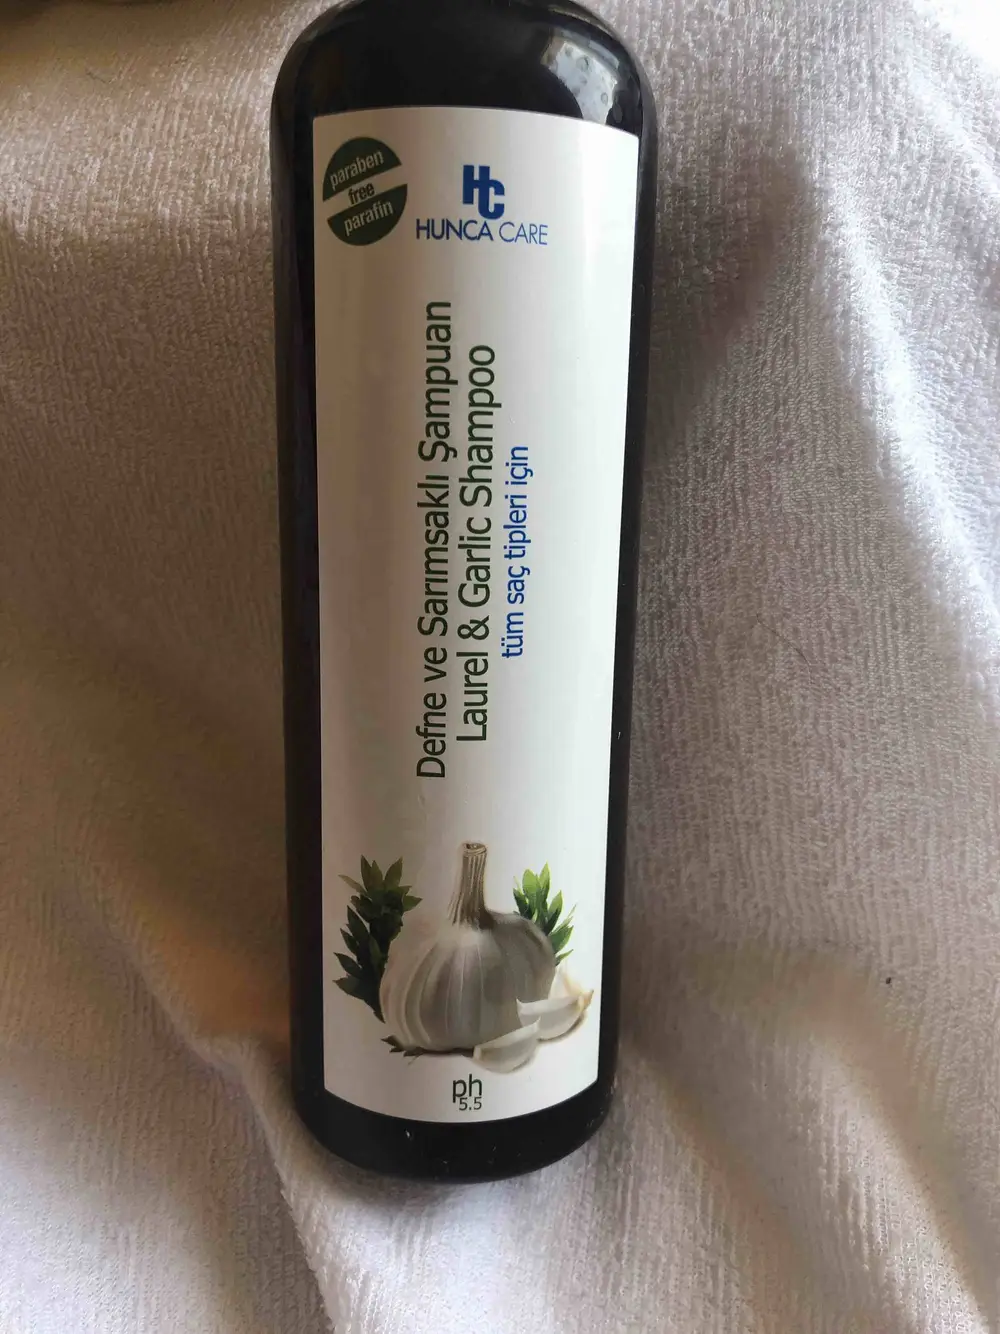 paraben
free
parafin
HC
HUNCA CARE
Defne ve Sarımsaklı Şampuan
Laurel & Garlic Shampoo
tüm saç tipleri için
ph
5.5